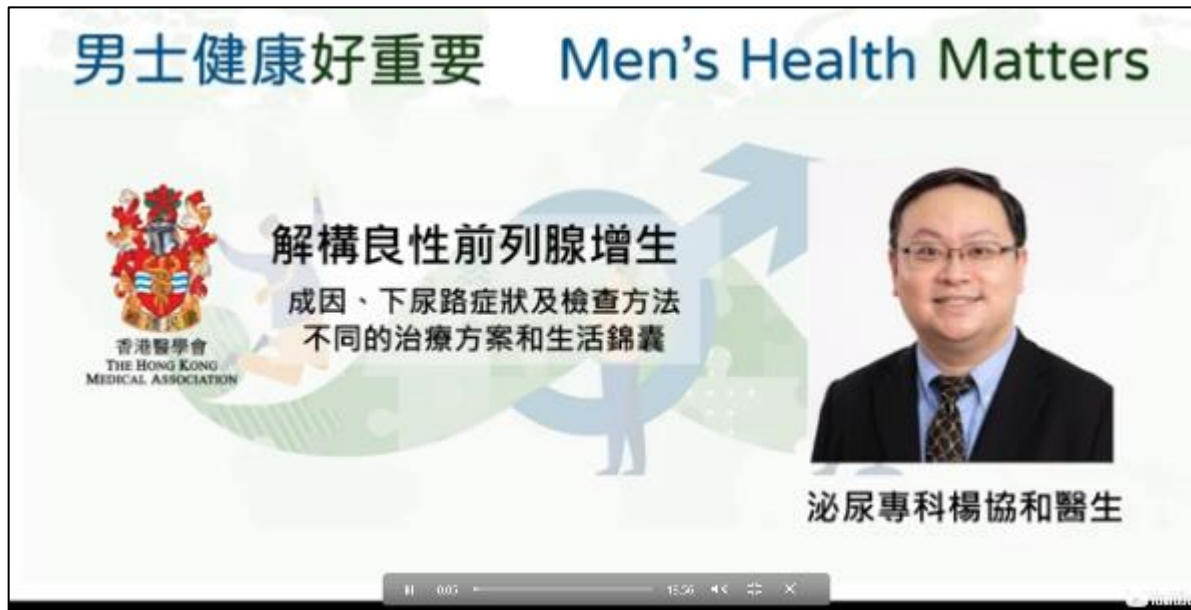 男士健康好重要 Men's Health Matters
解構良性前列腺增生
成因、下尿路症狀及檢查方法
不同的治療方案和生活錦囊
香港醫學會
THE HONG KONG
MEDICAL ASSOCIATION
泌尿專科楊協和醫生
0:05